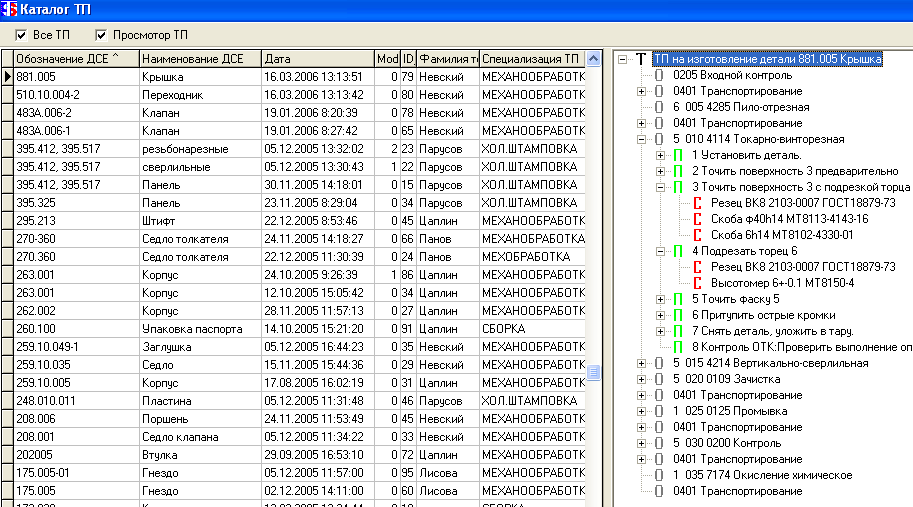 Каталог ТП
Все ТП Просмотор ТП
Обозначение ДСЕ ^ Наименование ДСЕ Дата Mod ID_ Фамилия те Специализация ТП
881.005 Крышка 16.03.2006 13:13:51 0 79 Невский МЕХАНООБРАБОТК
510.10.004-2 Переходник 16.03.2006 13:13:42 0 80 Невский МЕХАНООБРАБОТК
483А.006-2 Клапан 19.01.2006 8:20:39 0 78 Невский МЕХАНООБРАБОТК
483А.006-1 Клапан 19.01.2006 8:27:42 0 65 Невский МЕХАНООБРАБОТК
395.412, 395.517 резьбонарезные 05.12.2005 13:32:02 2 23 Парусов ХОЛ.ШТАМПОВКА
395.412, 395.517 сверлильные 05.12.2005 13:30:43 1 22 Парусов ХОЛ.ШТАМПОВКА
395.412, 395.517 Панель 30.11.2005 14:18:01 0 15 Парусов ХОЛ.ШТАМПОВКА
395.325 Панель 23.11.2005 8:29:04 0 34 Парусов ХОЛ.ШТАМПОВКА
295.213 Штифт 22.12.2005 8:53:46 0 45 Цаплин МЕХАНООБРАБОТК
270-360 Седло толкателя 24.11.2005 14:18:27 0 66 Панов МЕХАНООБРАБОТКА
270.360 Седло толкателя 22.12.2005 11:30:39 0 24 Панов МЕХОБРАБОТКА
263.001 Корпус 24.10.2005 9:26:39 1 86 Цаплин МЕХАНООБРАБОТК
263.001 Корпус 12.10.2005 15:05:42 0 34 Цаплин МЕХАНООБРАБОТК
262.002 Корпус 28.11.2005 11:57:13 0 27 Цаплин МЕХАНООБРАБОТК
260.100 Упаковка паспорта 14.10.2005 15:21:20 0 91 Цаплин СБОРКА
259.10.049-1 Заглушка 05.12.2005 16:44:23 0 35 Невский МЕХАНООБРАБОТК
259.10.035 Седло 15.11.2005 15:44:36 0 29 Невский МЕХАНООБРАБОТК
259.10.005 Корпус 17.08.2005 16:02:19 0 31 Цаплин МЕХАНООБРАБОТК
248.010.011 Пластина 05.12.2005 11:31:48 0 46 Парусов ХОЛ.ШТАМПОВКА
208.006 Поршень 24.11.2005 11:53:49 0 45 Невский МЕХАНООБРАБОТК
208.001 Седло клапана 05.12.2005 11:34:22 0 33 Невский МЕХАНООБРАБОТК
202005 Втулка 29.09.2005 16:53:10 0 72 Цаплин МЕХАНООБРАБОТК
175.005-01 Гнездо 05.12.2005 11:57:00 0 95 Лисова МЕХАНООБРАБОТК
175.005 Гнездо 02.12.2005 14:11:00 0 60 Лисова МЕХАНООБРАБОТК
ТП на изготовление детали 881.005 Крышка
0205 Входной контроль
0401 Транспортирование
6 005 4285 Пило-отрезная
0401 Транспортирование
5 010 4114 Токарно-винторезная
1 Установить деталь.
2 Точить поверхность 3 предварительно
3 Точить поверхность 3 с подрезкой торца
Резец ВК8 2103-0007 ГОСТ18879-73
Скоба ф40h14 МТ8113-4143-16
Скоба 6h14 МТ8102-4330-01
4 Подрезать торец 6
Резец ВК8 2103-0007 ГОСТ18879-73
Высотомер 6+-0.1 МТ8150-4
5 Точить фаску 5
6 Притупить острые кромки
7 Снять деталь, уложить в тару.
8 Контроль ОТК:Проверить выполнение оп
5 015 4214 Вертикально-сверлильная
5 020 0109 Зачистка
0401 Транспортирование
1 025 0125 Промывка
0401 Транспортирование
5 030 0200 Контроль
0401 Транспортирование
1 035 7174 Окисление химическое
0401 Транспортирование